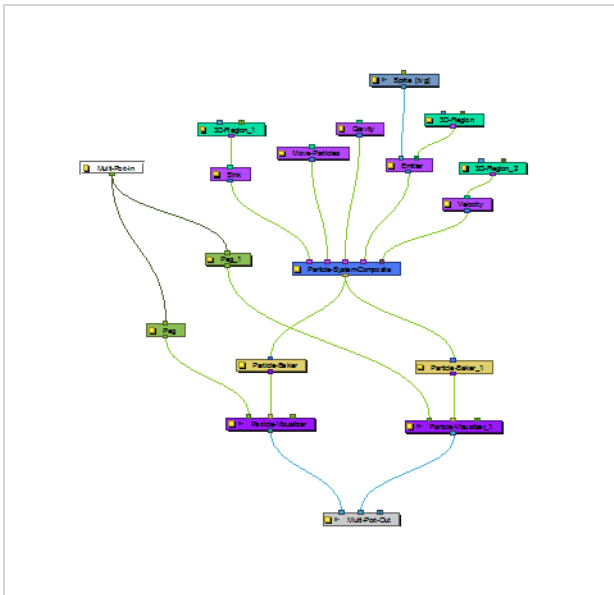 Sprite (tvg)
3D-Region_1
Gravity
3D-Region
Move-Particles
Emitter
Multi-Port-In
Sink
3D-Region_2
Velocity
Peg_1
Particle-SystemComposite
Peg
Particle-Baker
Particle-Baker_1
Particle-Visualizer
Particle-Visualizer_1
Multi-Port-Out